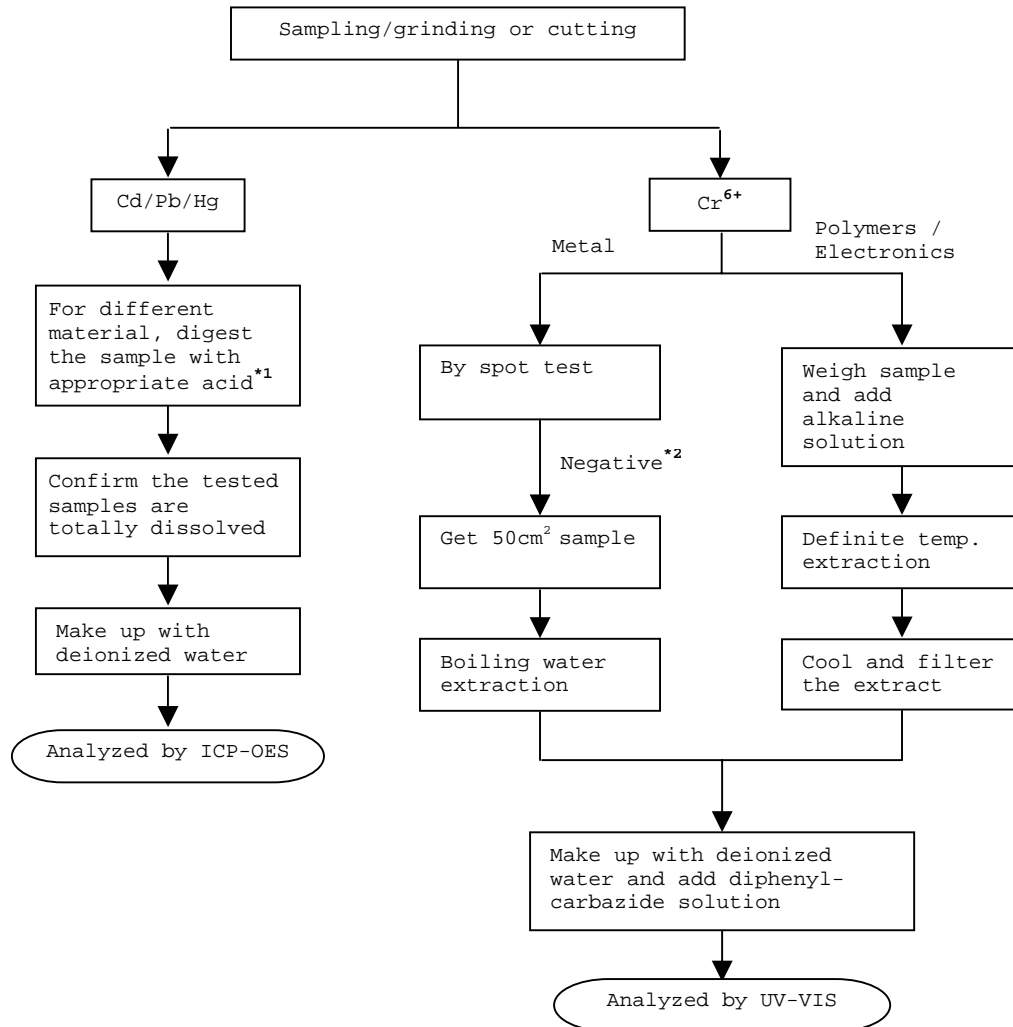 Sampling/grinding or cutting
Cd/Pb/Hg
For different
material, digest
the sample with
appropriate acid*1
Confirm the tested
samples are
totally dissolved
Make up with
deionized water
Analyzed by ICP-OES
Cr6+
Metal
Polymers /
Electronics
By spot test
Negative*2
Get 50cm2 sample
Boiling water
extraction
Weigh sample
and add
alkaline
solution
Definite temp.
extraction
Cool and filter
the extract
Make up with deionized
water and add diphenyl-
carbazide solution
Analyzed by UV-VIS